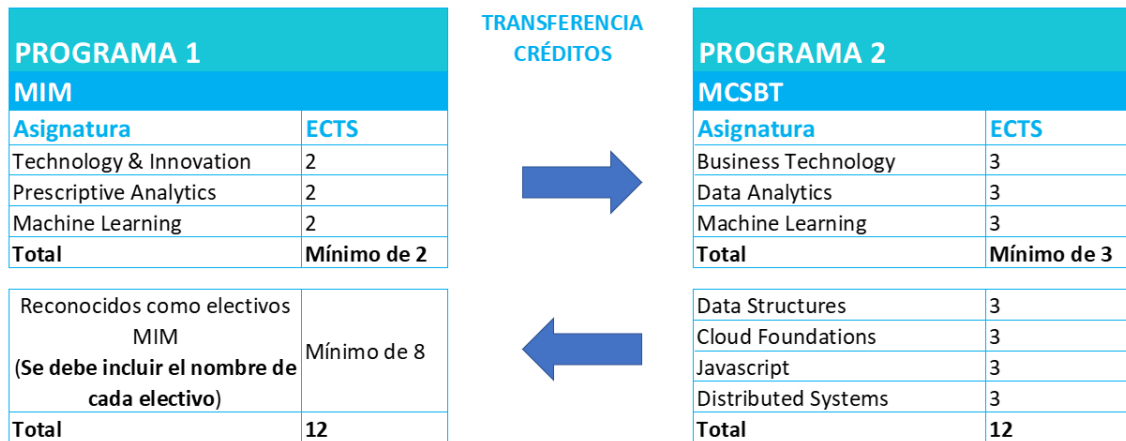 TRANSFERENCIA
CRÉDITOS
PROGRAMA 1
MIM
Asignatura ECTS
Technology & Innovation 2
Prescriptive Analytics 2
Machine Learning 2
Total Mínimo de 2
PROGRAMA 2
MCSBT
Asignatura ECTS
Business Technology 3
Data Analytics 3
Machine Learning 3
Total Mínimo de 3
Reconocidos como electivos
MIM
(Se debe incluir el nombre de
cada electivo)
Mínimo de 8
Total 12
Data Structures 3
Cloud Foundations 3
Javascript 3
Distributed Systems 3
Total 12